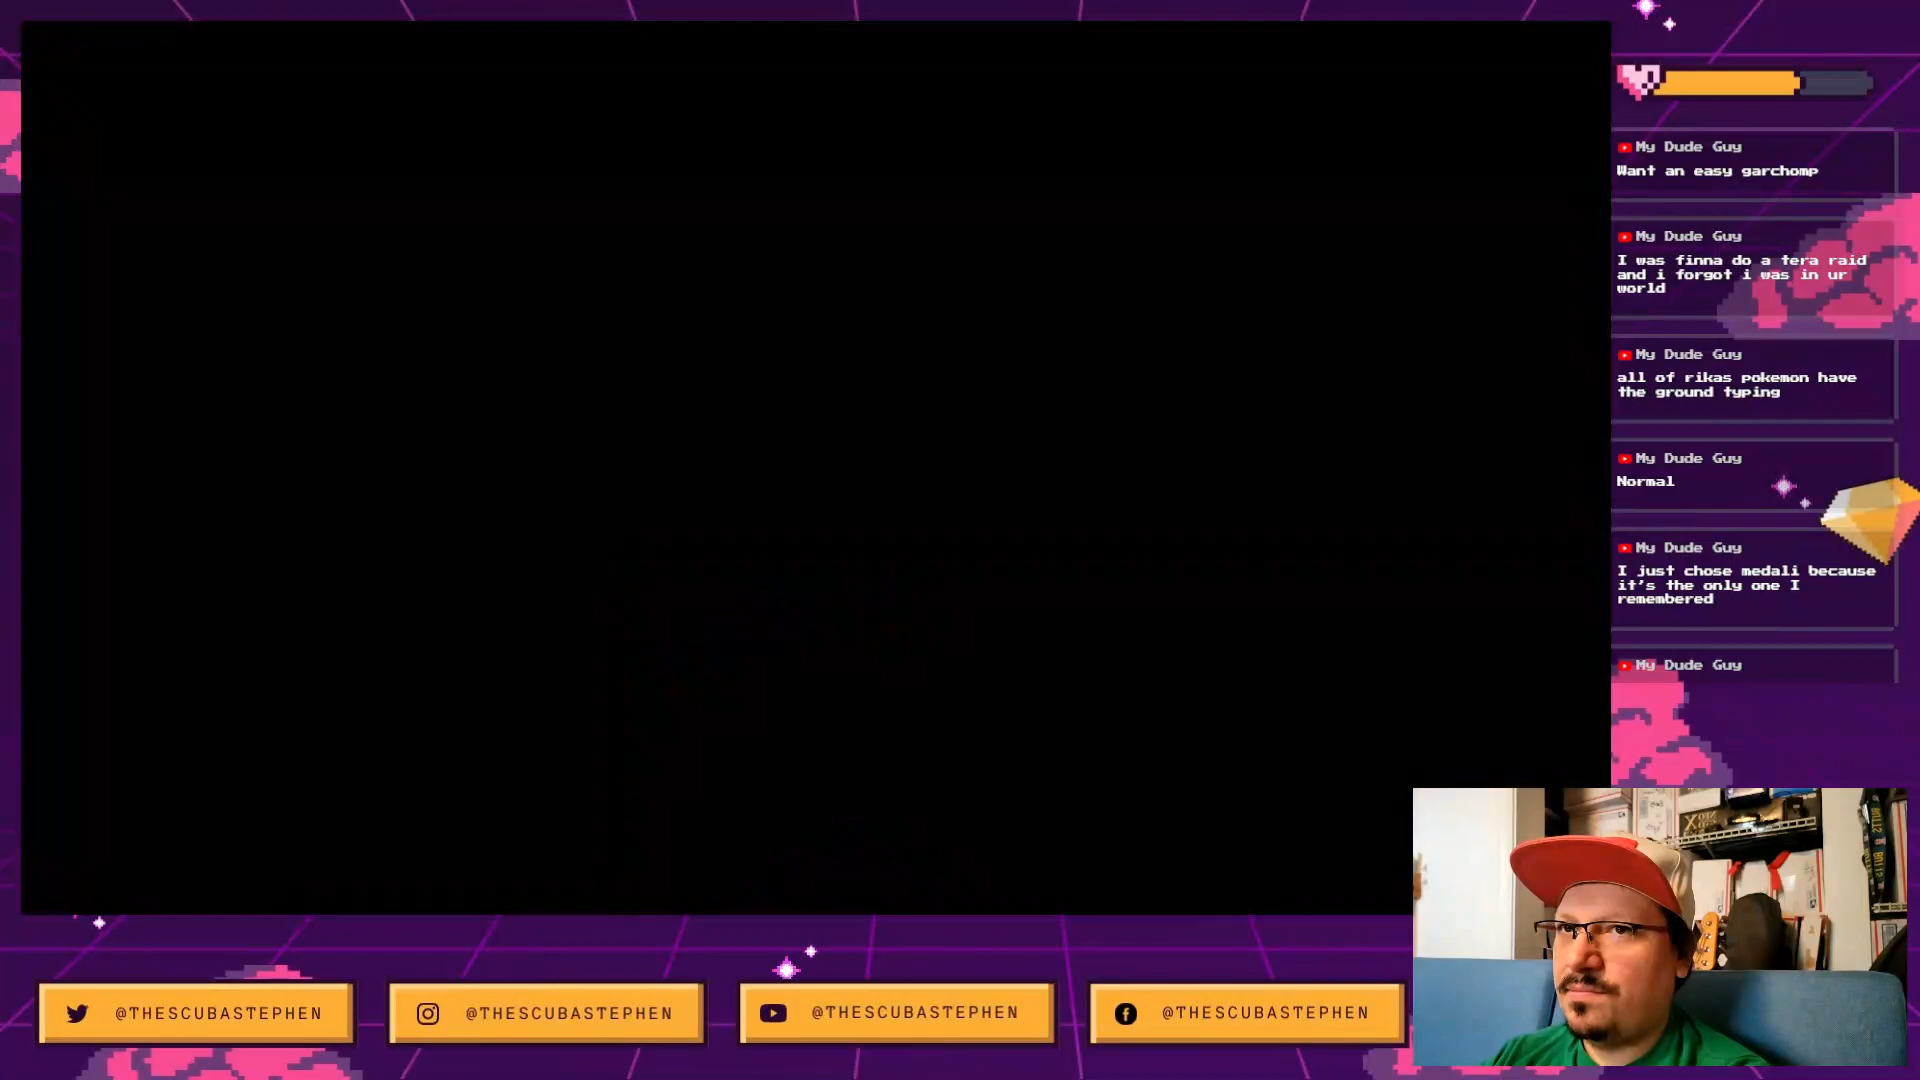 My Dude Guy
Want an easy garchomp
My Dude Guy
I was finna do a tera raid
and i forgot i was in ur
world
My Dude Guy
all of rikas pokemon have
the ground typing
My Dude Guy
Normal
My Dude Guy
I just chose medali because
it's the only one I
remembered
My Dude Guy
@THESCUBASTEPHEN
@THESCUBASTEPHEN
@THESCUBASTEPHEN
@THESCUBASTEPHEN